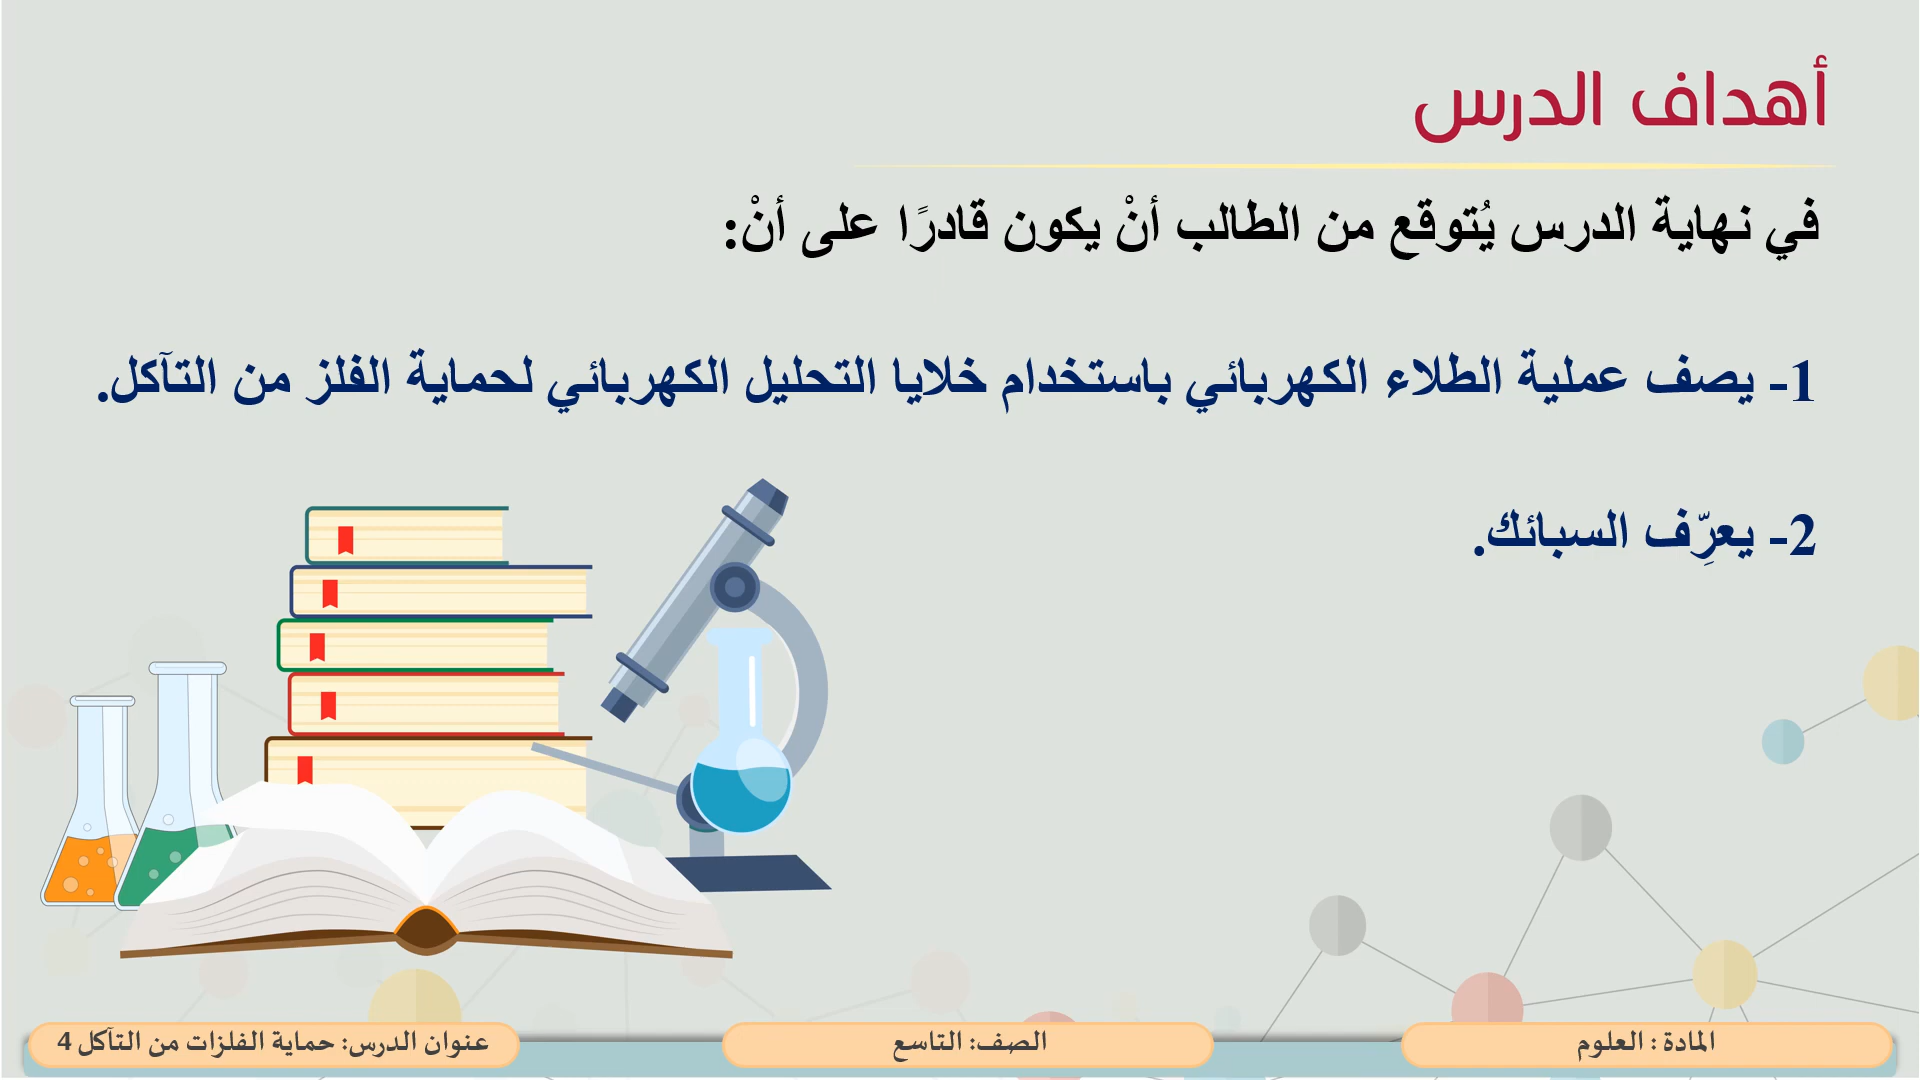 أهداف الدرس
في نهاية الدرس يُتوقع من الطالب أنْ يكون قادرًا على أنْ:
1- يصف عملية الطلاء الكهربائي باستخدام خلايا التحليل الكهربائي لحماية الفلز من التآكل.
2- يعرِّف السبائك.
المادة : العلوم
الصف: التاسع
عنوان الدرس: حماية الفلزات من التآكل 4